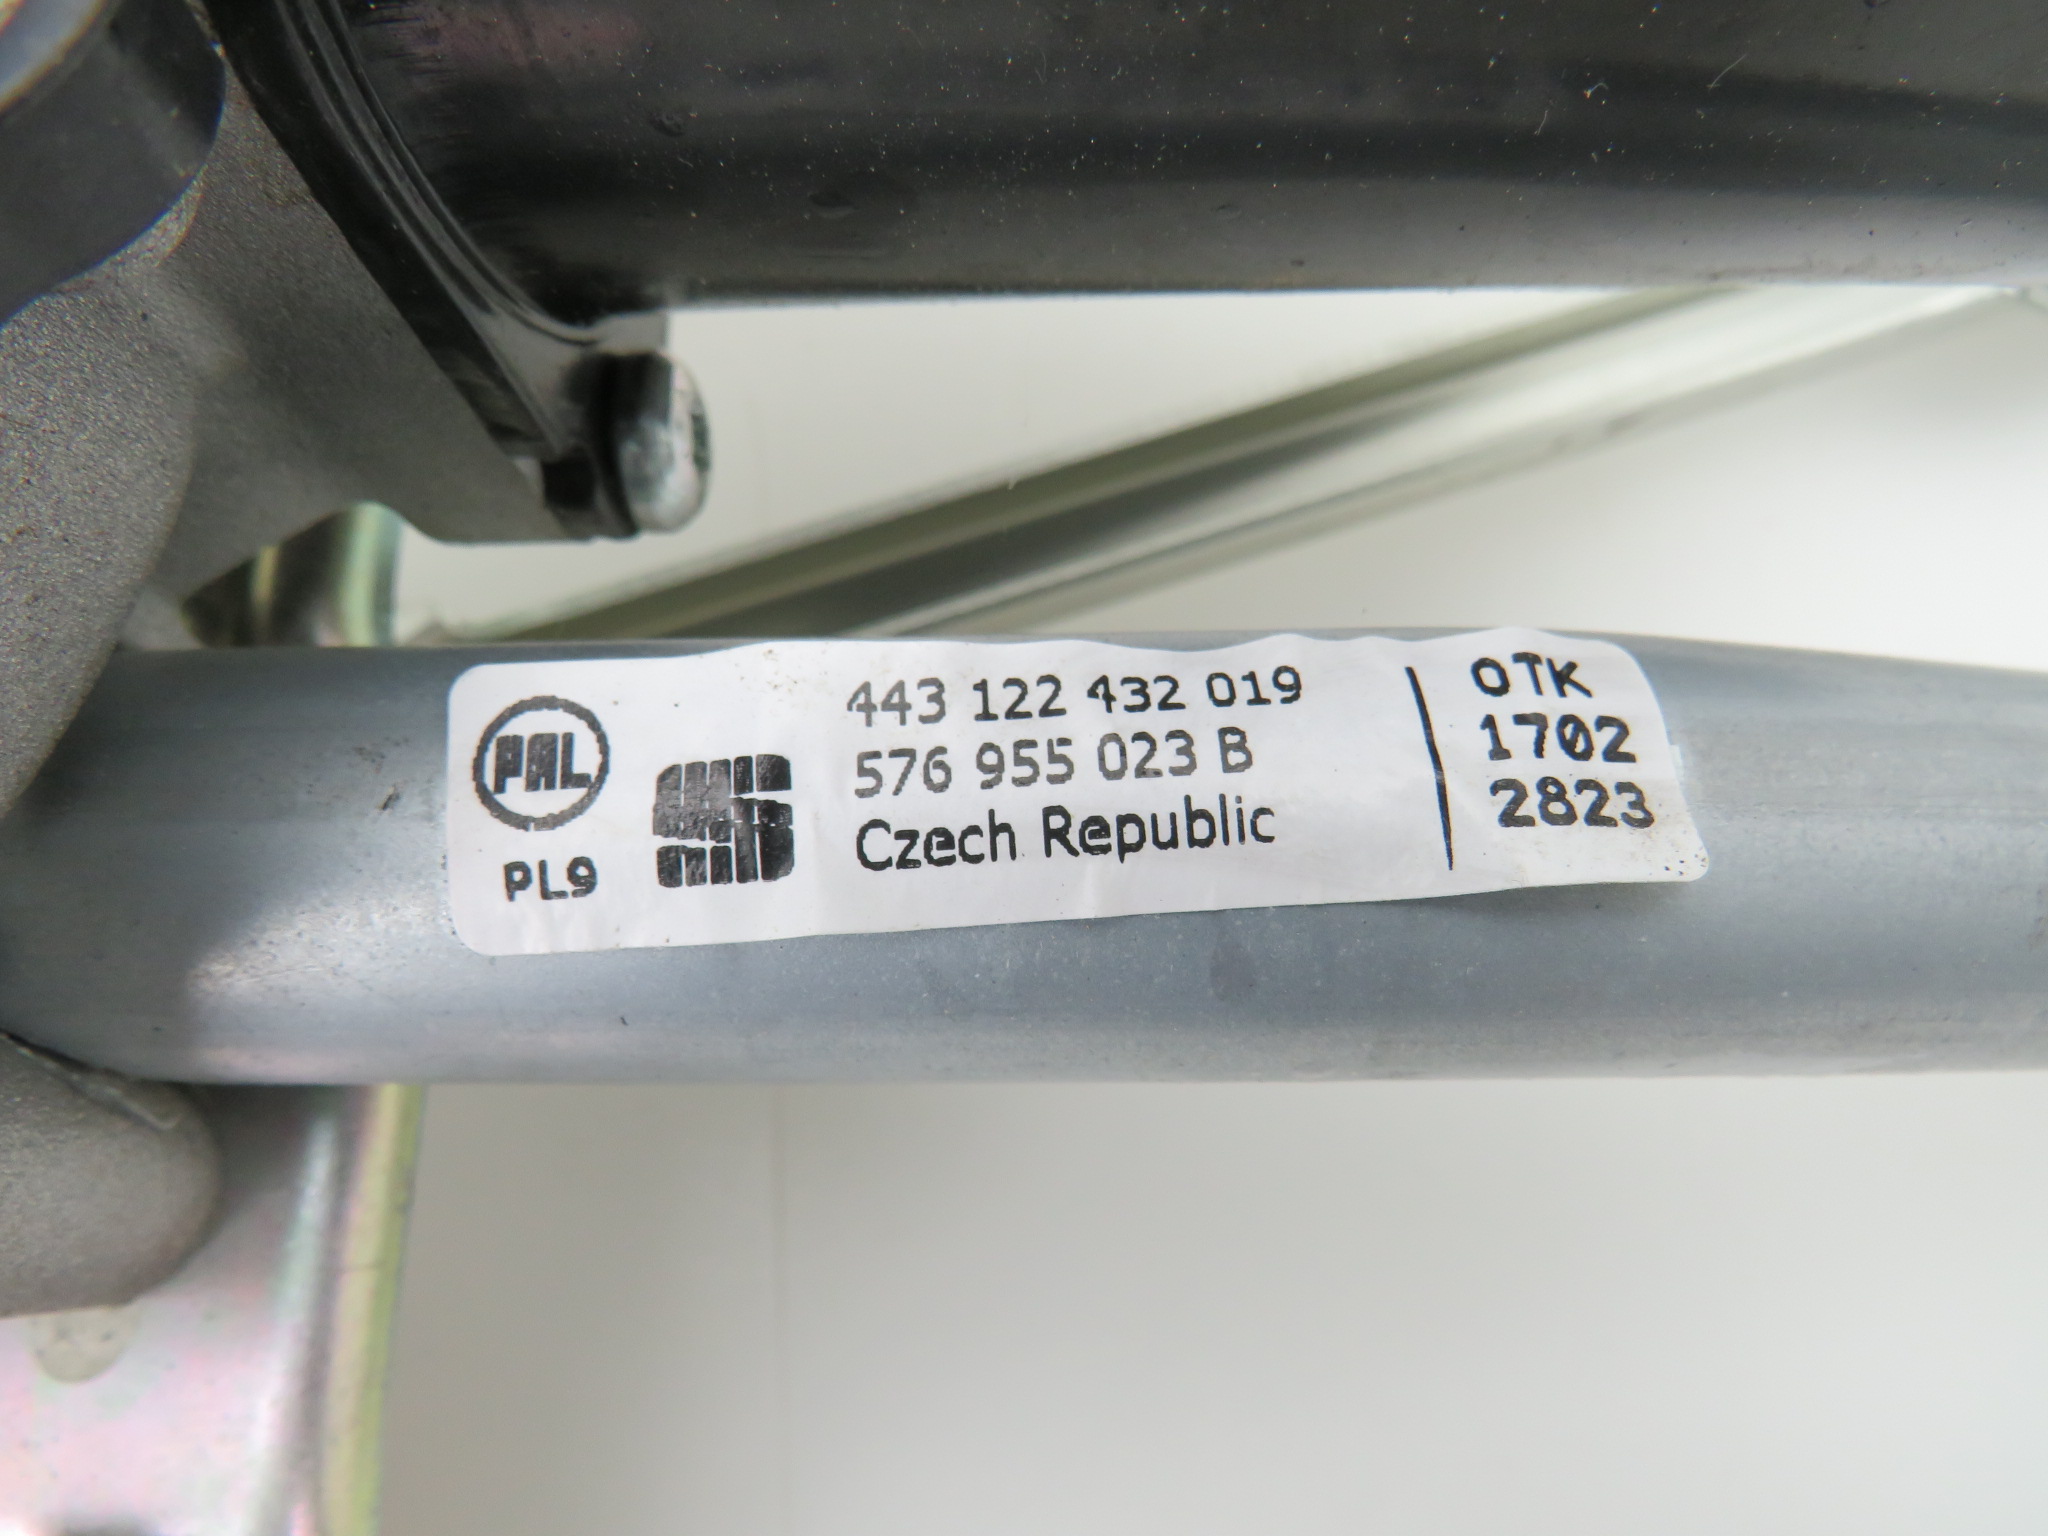 PAL
PL9
443 122 432 019
576 955 023 B
Czech Republic
OTK
1702
2823